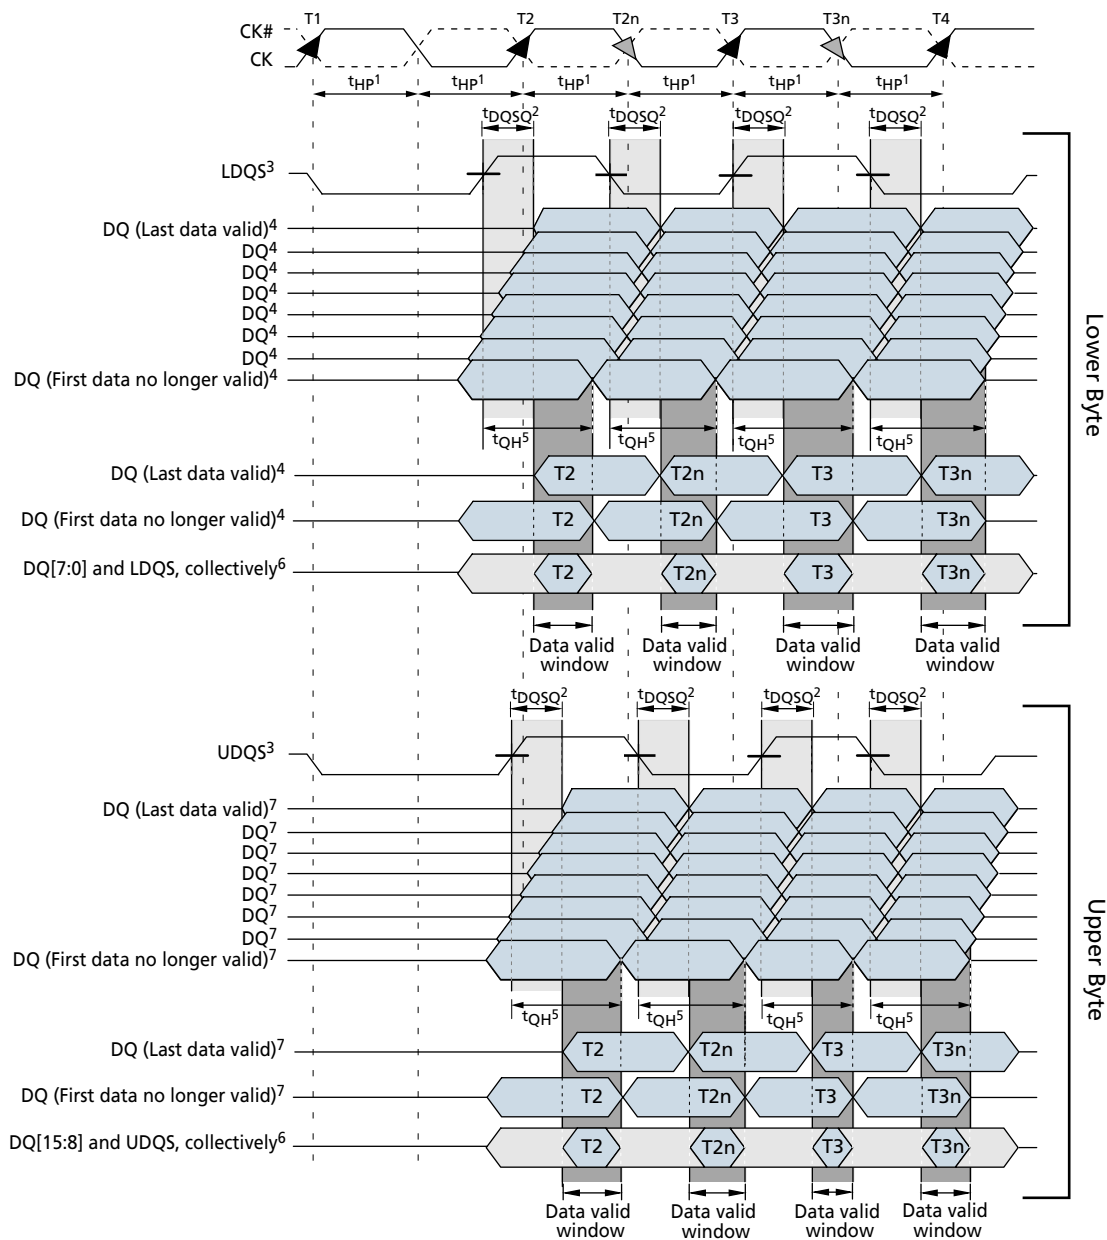 T1 T2 T2n T3 T3n T4
CK#
CK
tHP1 tHP1 tHP1 tHP1 tHP1 tHP1
tDQSQ2 tDQSQ2 tDQSQ2 tDQSQ2
LDQS3
DQ (Last data valid)4
DQ4
DQ4
DQ4
DQ4
DQ4
DQ4
DQ (First data no longer valid)4
Lower Byte
tQH5 tQH5 tQH5 tQH5
DQ (Last data valid)4 T2 T2n T3 T3n
DQ (First data no longer valid)4 T2 T2n T3 T3n
DQ[7:0] and LDQS, collectively6 T2 T2n T3 T3n
Data valid window Data valid window Data valid window Data valid window
tDQSQ2 tDQSQ2 tDQSQ2 tDQSQ2
UDQS3
DQ (Last data valid)7
DQ7
DQ7
DQ7
DQ7
DQ7
DQ7
DQ (First data no longer valid)7
Upper Byte
tQH5 tQH5 tQH5 tQH5
DQ (Last data valid)7 T2 T2n T3 T3n
DQ (First data no longer valid)7 T2 T2n T3 T3n
DQ[15:8] and UDQS, collectively6 T2 T2n T3 T3n
Data valid window Data valid window Data valid window Data valid window